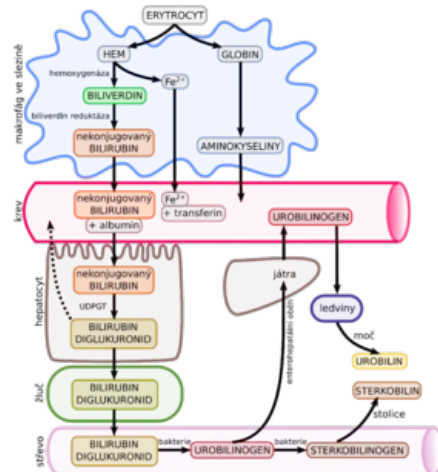 ERYTROCYT
makrofág ve slezině
HEM
GLOBIN
hemoxygenáza
Fe²⁺
BILIVERDIN
biliverdin reduktáza
nekonjugovaný
BILIRUBIN
AMINOKYSELINY
krev
nekonjugovaný
BILIRUBIN
+ albumin
Fe²⁺
+ transferin
UROBILINOGEN
hepatocyt
nekonjugovaný
BILIRUBIN
UDPGT
BILIRUBIN
DIGLUKURONID
játra
enterohepatální oběh
ledviny
moč
UROBILIN
žluč
BILIRUBIN
DIGLUKURONID
STERKOBILIN
stolice
střevo
BILIRUBIN
DIGLUKURONID
bakterie
UROBILINOGEN
bakterie
STERKOBILINOGEN